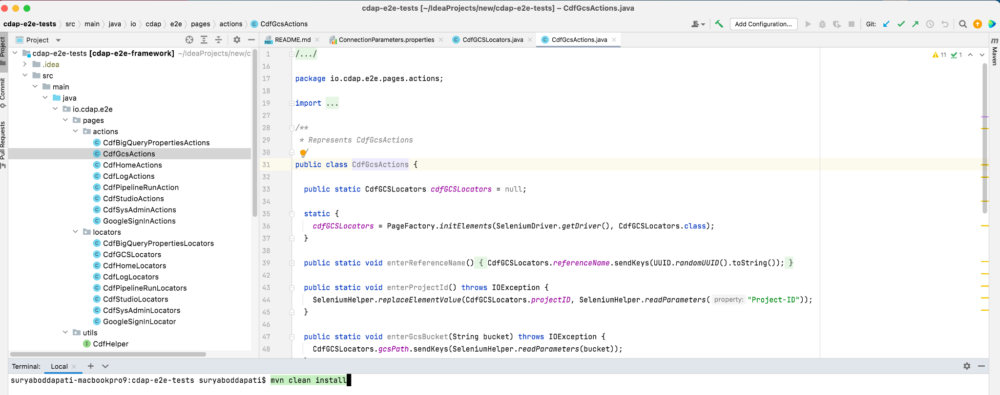 cdap-e2e-tests [~/IdeaProjects/new/cdap-e2e-tests] – CdfGcsActions.java
cdap-e2e-tests src main java io cdap e2e pages actions CdfGcsActions
Add Configuration...
Git:
Project
Commit
Pull Requests
Project
cdap-e2e-tests [cdap-e2e-framework] ~/IdeaProjects/new/c
.idea
src
main
java
io.cdap.e2e
pages
actions
CdfBigQueryPropertiesActions
CdfGcsActions
CdfHomeActions
CdfLogActions
CdfPipelineRunAction
CdfStudioActions
CdfSysAdminActions
GoogleSignInActions
locators
CdfBigQueryPropertiesLocators
CdfGCSLocators
CdfHomeLocators
CdfLogLocators
CdfPipelineRunLocators
CdfStudioLocators
CdfSysAdminLocators
GoogleSignInLocator
utils
CdfHelper
README.md ConnectionParameters.properties CdfGCSLocators.java CdfGcsActions.java
11 1
1 /.../
16
17 package io.cdap.e2e.pages.actions;
18
19 import ...
27
28 /**
29 * Represents CdfGcsActions
30 /
31 public class CdfGcsActions {
32
33 public static CdfGCSLocators cdfGCSLocators = null;
34
35 static {
36 cdfGCSLocators = PageFactory.initElements(SeleniumDriver.getDriver(), CdfGCSLocators.class);
37 }
38
39 public static void enterReferenceName() { CdfGCSLocators.referenceName.sendKeys(UUID.randomUUID().toString()); }
42
43 public static void enterProjectId() throws IOException {
44 SeleniumHelper.replaceElementValue(CdfGCSLocators.projectID, SeleniumHelper.readParameters( property: "Project-ID"));
45 }
46
47 public static void enterGcsBucket(String bucket) throws IOException {
48 CdfGCSLocators.gcsPath.sendKeys(SeleniumHelper.readParameters(bucket));
m Maven
Terminal: Local
suryaboddapati-macbookpro9:cdap-e2e-tests suryaboddapati$ mvn clean install